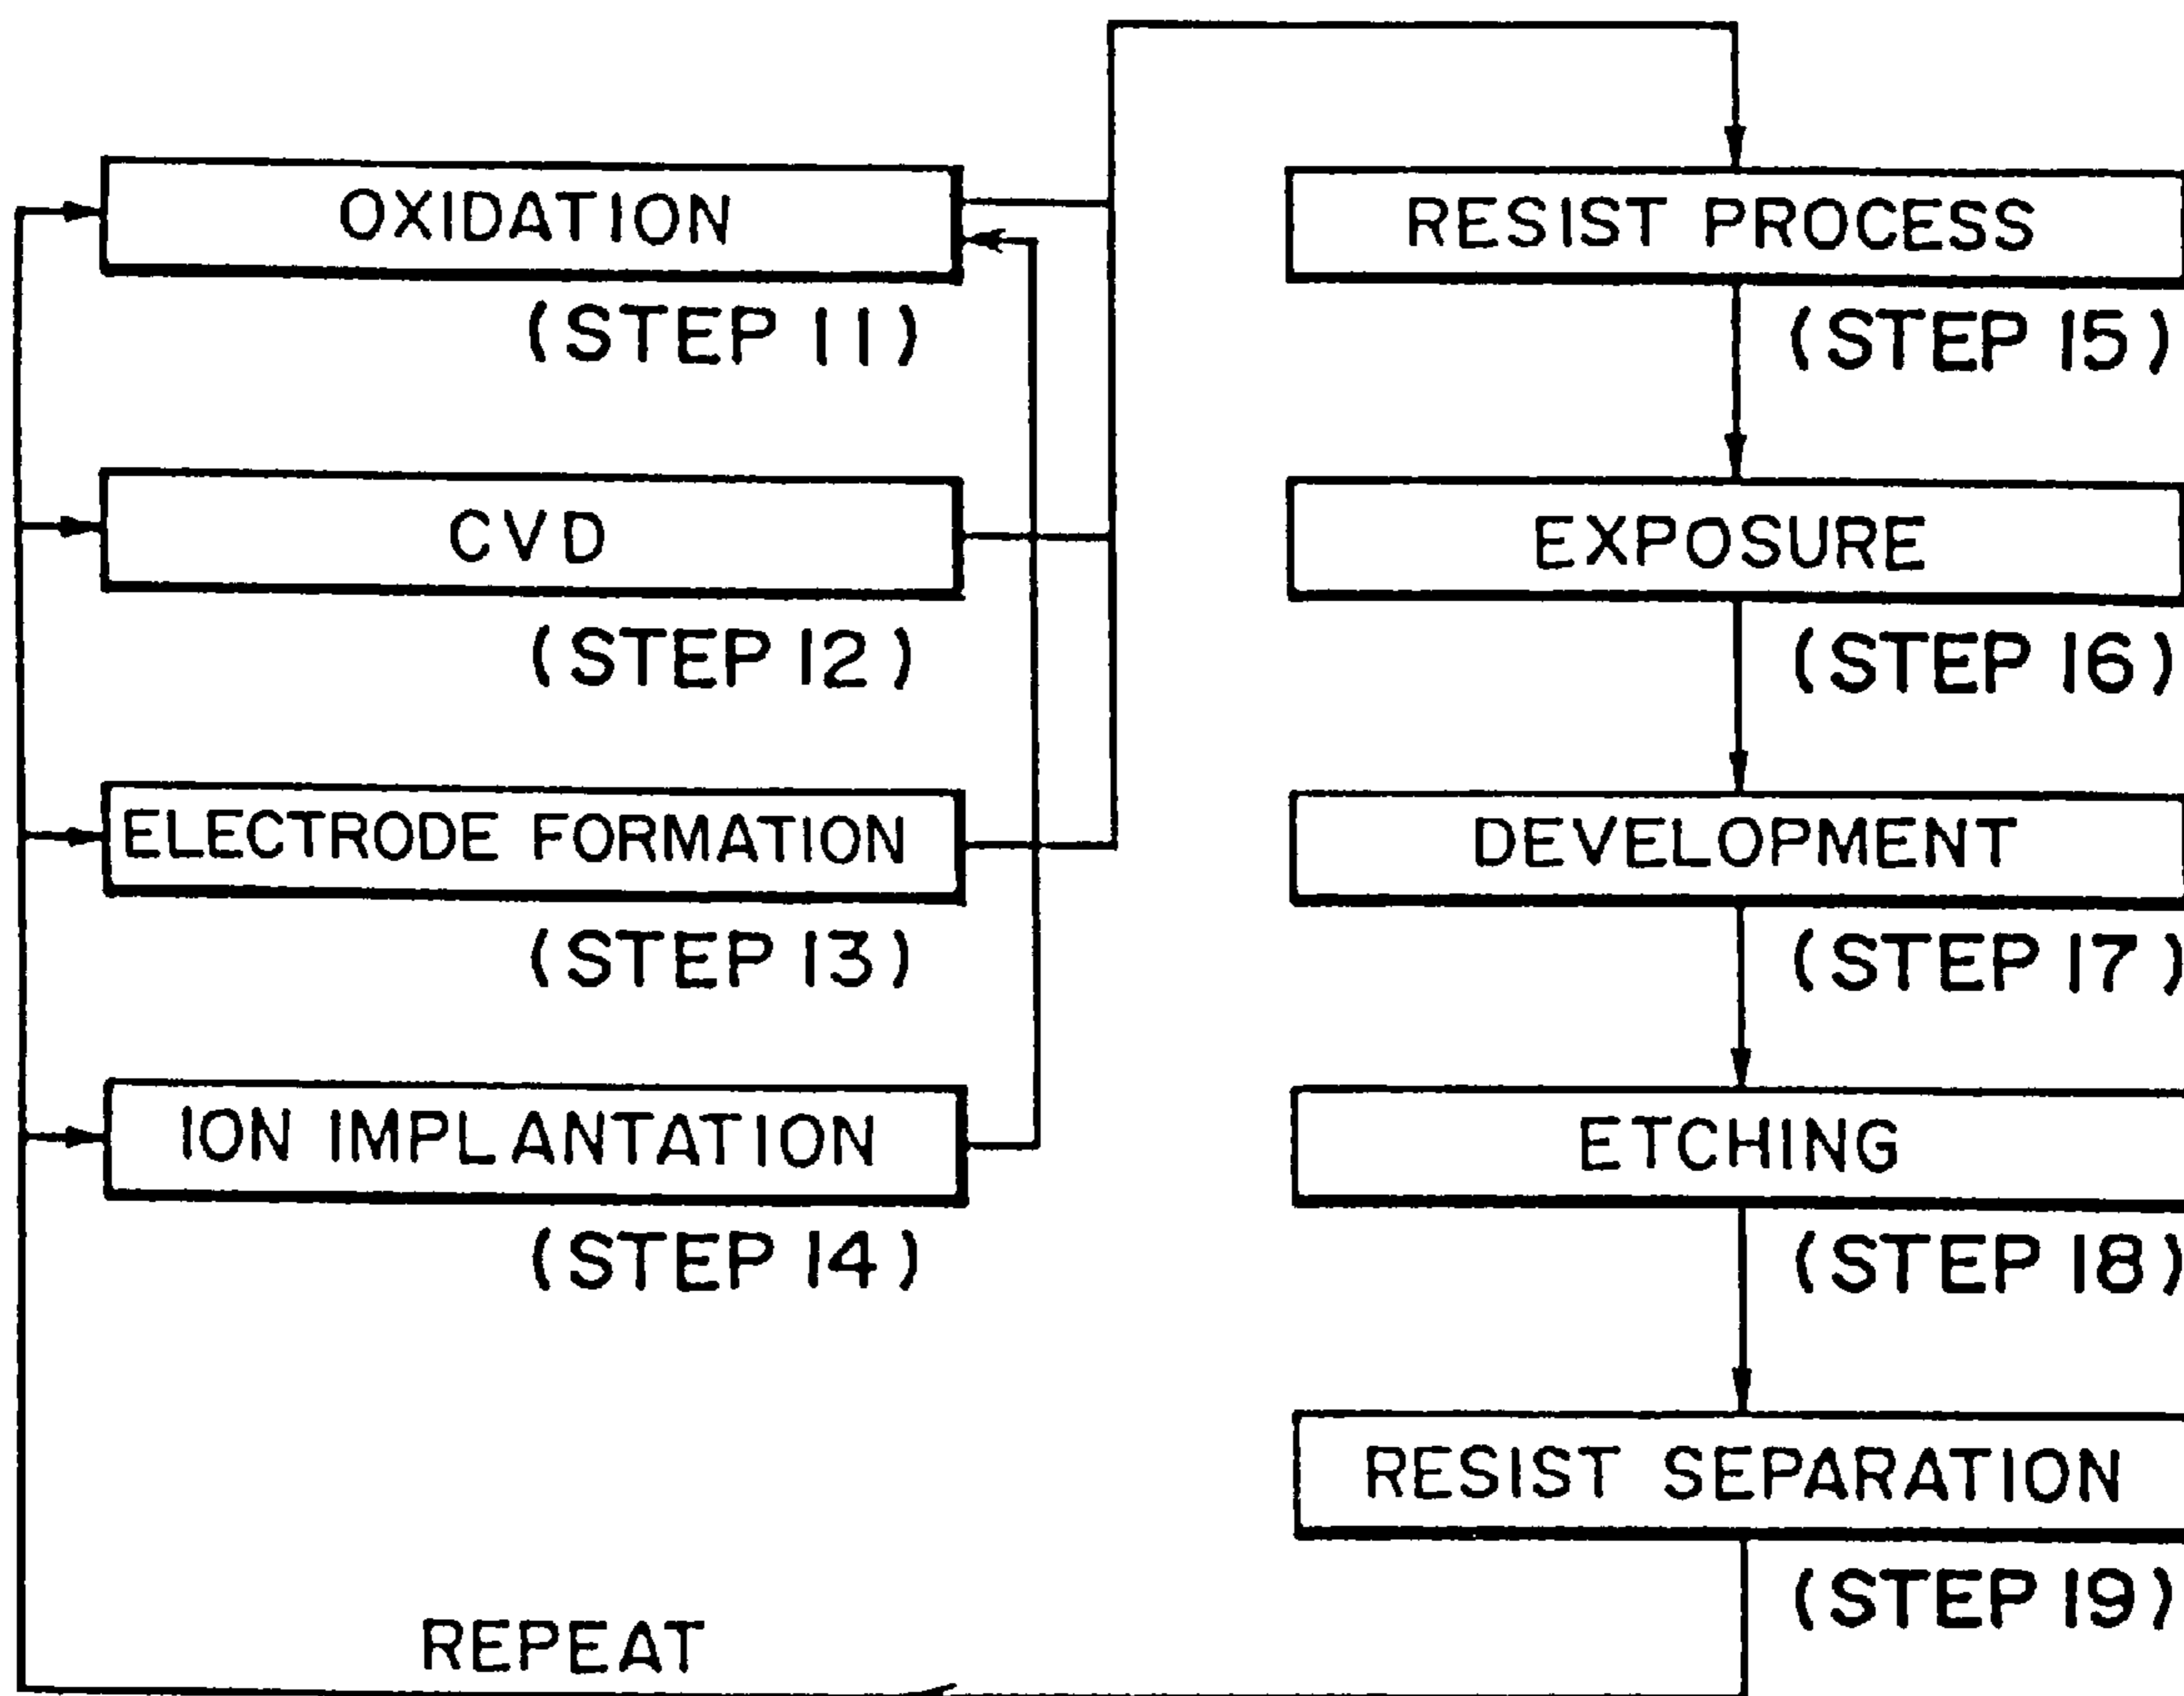 OXIDATION
(STEP 11)
CVD
(STEP 12)
ELECTRODE FORMATION
(STEP 13)
ION IMPLANTATION
(STEP 14)
REPEAT
RESIST PROCESS
(STEP 15)
EXPOSURE
(STEP 16)
DEVELOPMENT
(STEP 17)
ETCHING
(STEP 18)
RESIST SEPARATION
(STEP 19)